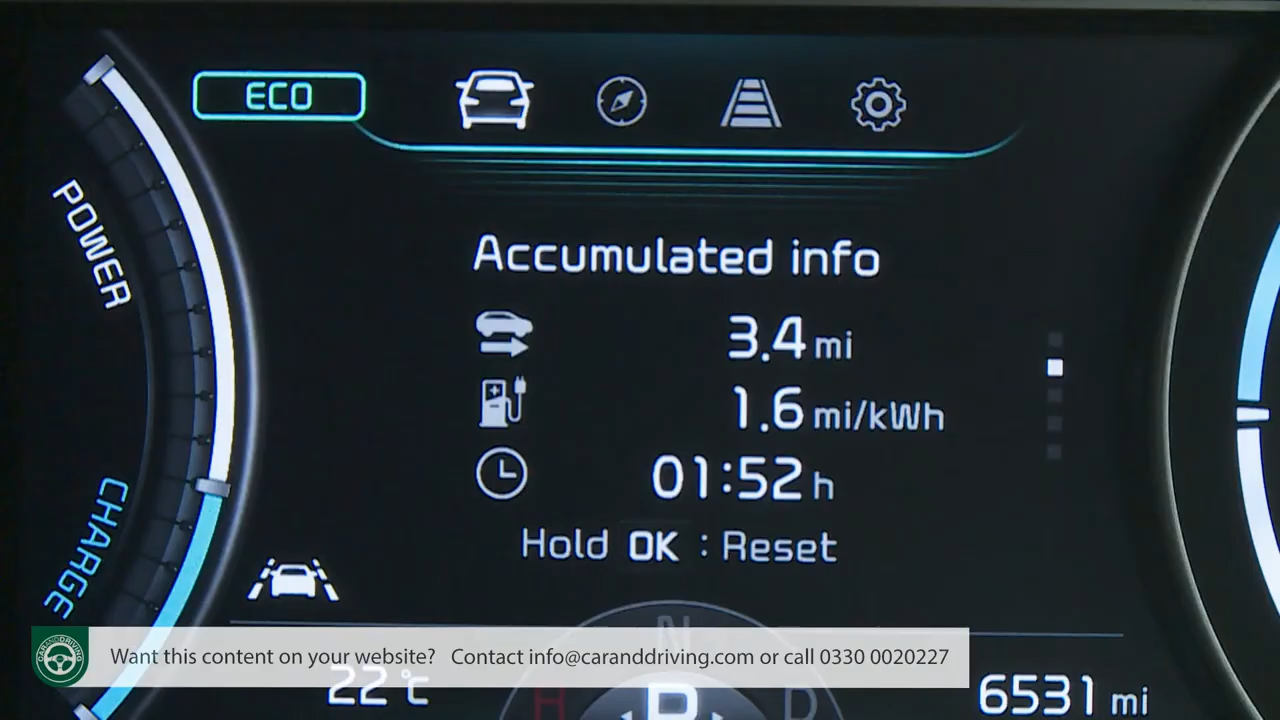 ECO
POWER
Accumulated info
3.4 mi
1.6 mi/kWh
01:52 h
Hold OK : Reset
CHARGE
N
CARANDDRIVING
Want this content on your website? Contact info@caranddriving.com or call 0330 0020227
22 ℃
R
D
6531 mi